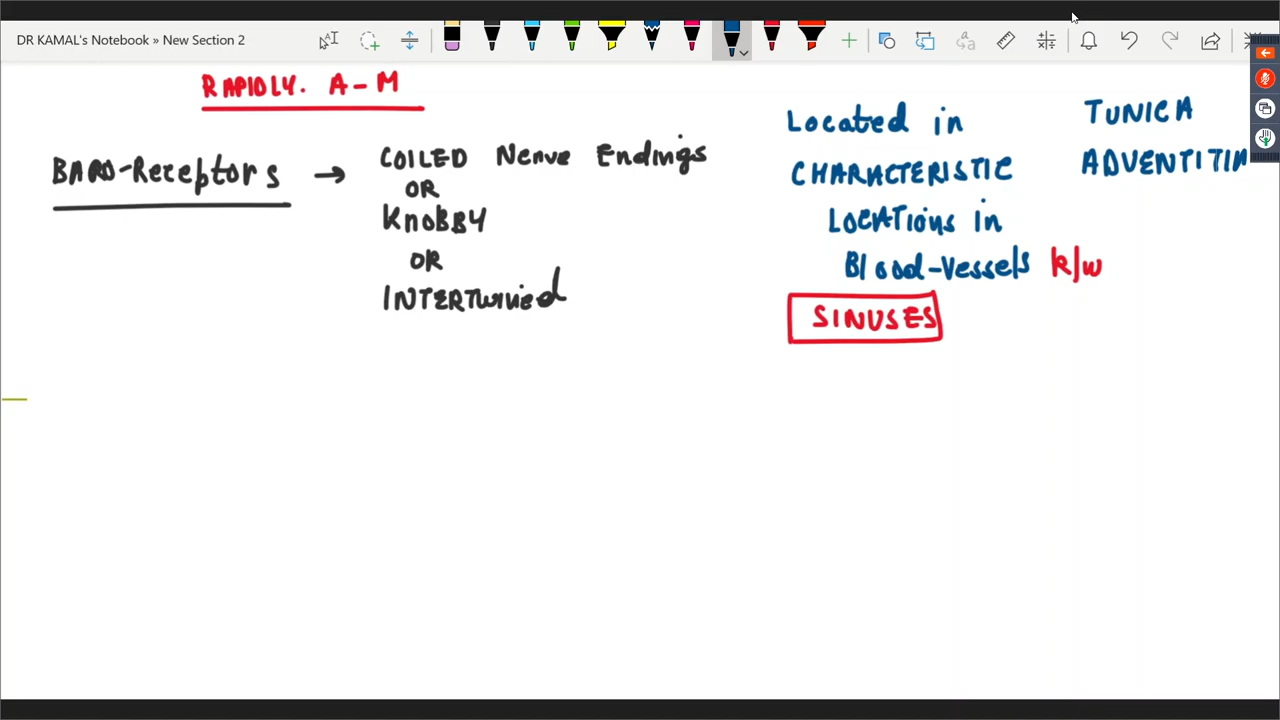 DR KAMAL's Notebook » New Section 2
RAPIDLY. A-M
BARO-Receptors → COILED Nerve Endings
OR
KNOBBY
OR
INTERTwined
Located in
CHARACTERISTIC
LOCATIONS in
Blood-Vessels k/w
SINUSES
TUNICA
ADVENTITIA